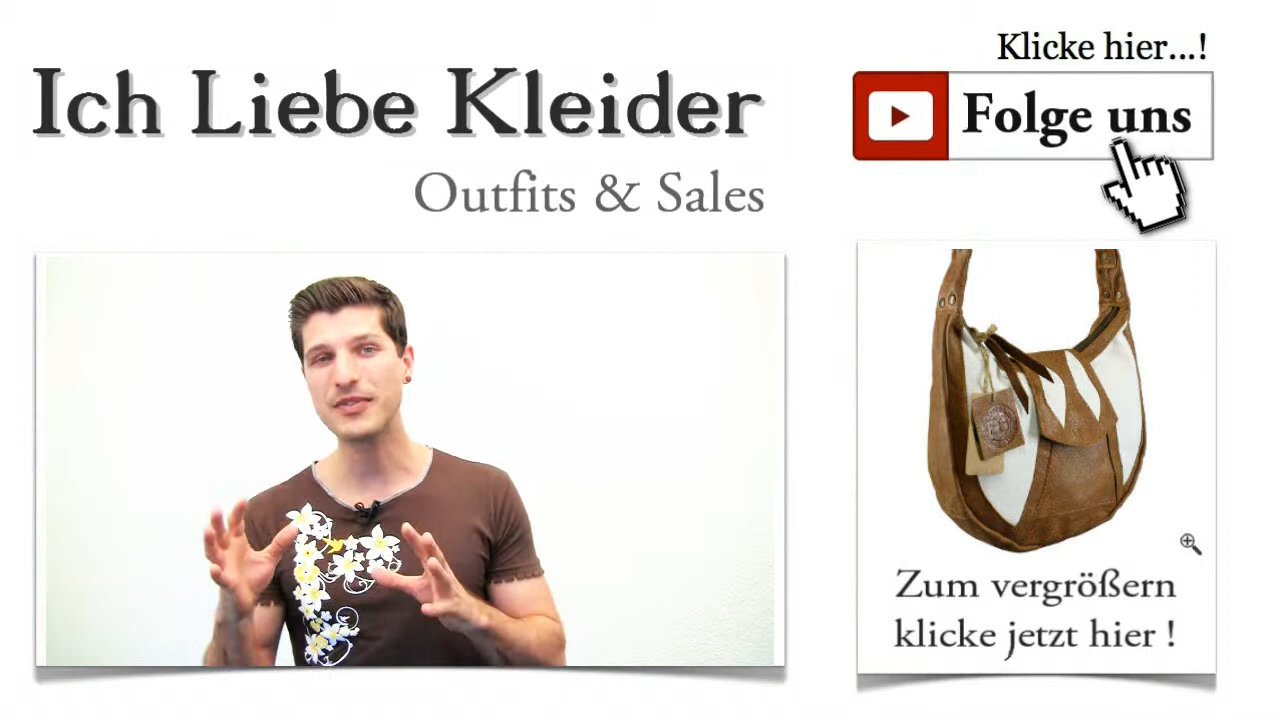 Ich Liebe Kleider
Outfits & Sales
Klicke hier...!
Folge uns
Zum vergrößern
klicke jetzt hier !